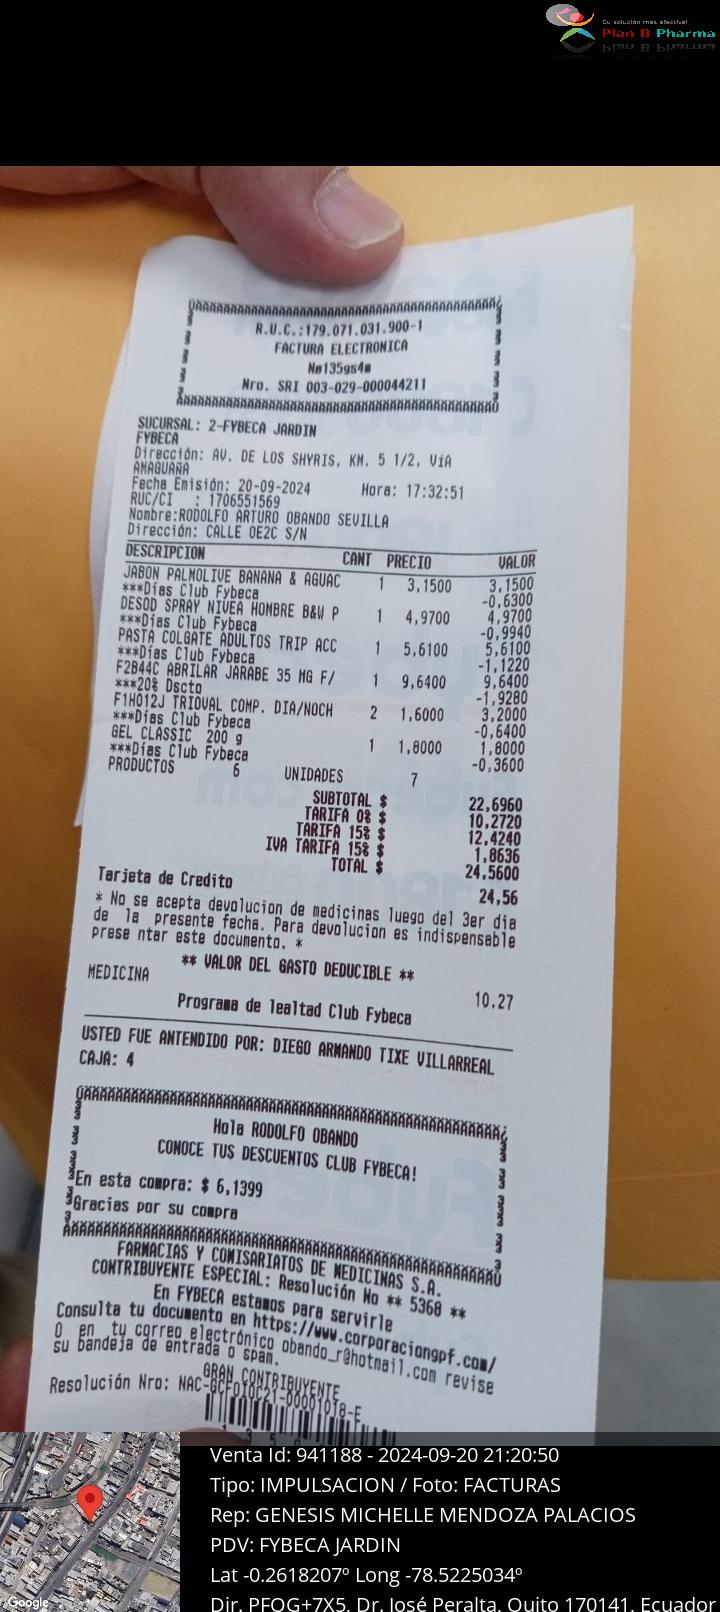 Su solución más efectiva!
Plan B Pharma
R.U.C.:179.071.031.900-1
FACTURA ELECTRONICA
Nm135gs4m
Nro. SRI 003-029-000044211
SUCURSAL: 2-FYBECA JARDIN
FYBECA
Dirección: AV. DE LOS SHYRIS, KM. 5 1/2, VíA
AMAGUAÑA
Fecha Emisión: 20-09-2024 Hora: 17:32:51
RUC/CI : 1706551569
Nombre:RODOLFO ARTURO OBANDO SEVILLA
Dirección: CALLE OE2C S/N
DESCRIPCION CANT PRECIO VALOR
JABON PALMOLIVE BANANA & AGUAC 1 3,1500 3,1500
***Días Club Fybeca -0,6300
DESOD SPRAY NIVEA HOMBRE B&W P 1 4,9700 4,9700
***Días Club Fybeca -0,9940
PASTA COLGATE ADULTOS TRIP ACC 1 5,6100 5,6100
***Días Club Fybeca -1,1220
F2B44C ABRILAR JARABE 35 MG F/ 1 9,6400 9,6400
***20% Dscto -1,9280
F1H012J TRIOVAL COMP. DIA/NOCH 2 1,6000 3,2000
***Días Club Fybeca -0,6400
GEL CLASSIC 200 g 1 1,8000 1,8000
***Días Club Fybeca -0,3600
PRODUCTOS 6 UNIDADES 7
SUBTOTAL $ 22,6960
TARIFA 0% $ 10,2720
TARIFA 15% $ 12,4240
IVA TARIFA 15% $ 1,8636
TOTAL $ 24,5600
Tarjeta de Credito 24,56
* No se acepta devolucion de medicinas luego del 3er dia
de la presente fecha. Para devolucion es indispensable
prese ntar este documento. *
** VALOR DEL GASTO DEDUCIBLE **
MEDICINA 10.27
Programa de lealtad Club Fybeca
USTED FUE ANTENDIDO POR: DIEGO ARMANDO TIXE VILLARREAL
CAJA: 4
Hola RODOLFO OBANDO
CONOCE TUS DESCUENTOS CLUB FYBECA!
En esta compra: $ 6,1399
Gracias por su compra
FARMACIAS Y COMISARIATOS DE MEDICINAS S.A.
CONTRIBUYENTE ESPECIAL: Resolución No ** 5368 **
En FYBECA estamos para servirle
Consulta tu documento en https://www.corporaciongpf.com/
O en tu correo electrónico obando_r@hotmail.com revise
su bandeja de entrada o spam.
GRAN CONTRIBUYENTE
Resolución Nro: NAC-GCFOIOC21-00001018-E
Venta Id: 941188 - 2024-09-20 21:20:50
Tipo: IMPULSACION / Foto: FACTURAS
Rep: GENESIS MICHELLE MENDOZA PALACIOS
PDV: FYBECA JARDIN
Lat -0.2618207º Long -78.5225034º
Dir. PFQG+7X5, Dr. José Peralta, Quito 170141, Ecuador
Google